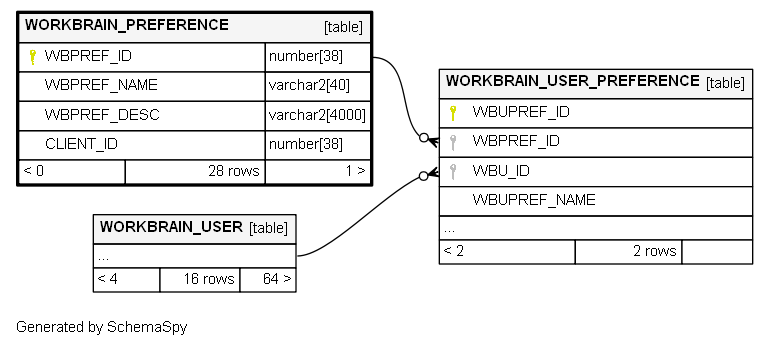 WORKBRAIN_PREFERENCE [table]
WBPREF_ID number[38]
WBPREF_NAME varchar2[40]
WBPREF_DESC varchar2[4000]
CLIENT_ID number[38]
< 0 28 rows 1 >
WORKBRAIN_USER_PREFERENCE [table]
WBUPREF_ID
WBPREF_ID
WBU_ID
WBUPREF_NAME
...
< 2 2 rows
WORKBRAIN_USER [table]
...
< 4 16 rows 64 >
Generated by SchemaSpy